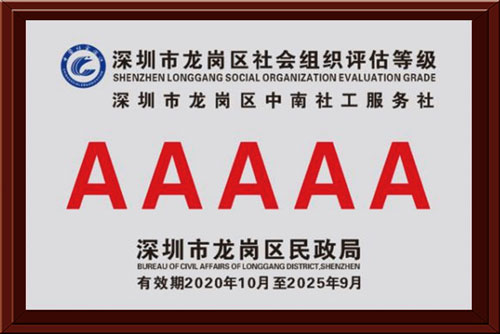 深圳市龙岗区社会组织评估等级
SHENZHEN LONGGANG SOCIAL ORGANIZATION EVALUATION GRADE
深圳市龙岗区中南社工服务社
AAAAA
深圳市龙岗区民政局
BUREAU OF CIVIL AFFAIRS OF LONGGANG DISTRICT,SHENZHEN
有效期2020年10月至2025年9月